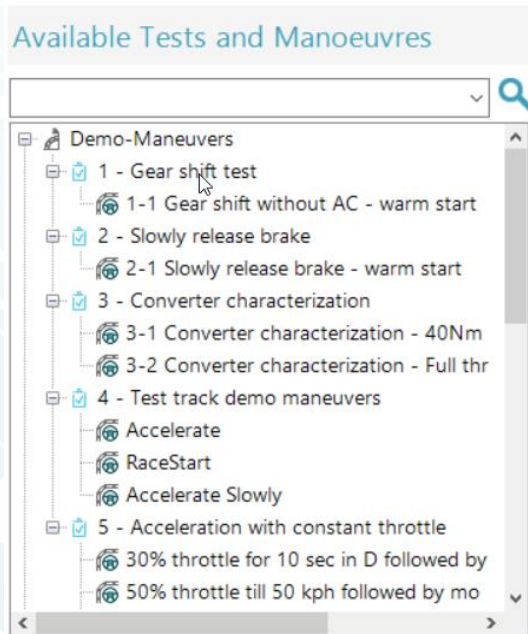 Available Tests and Manoeuvres
Demo-Maneuvers
1 - Gear shift test
1-1 Gear shift without AC - warm start
2 - Slowly release brake
2-1 Slowly release brake - warm start
3 - Converter characterization
3-1 Converter characterization - 40Nm
3-2 Converter characterization - Full thr
4 - Test track demo maneuvers
Accelerate
RaceStart
Accelerate Slowly
5 - Acceleration with constant throttle
30% throttle for 10 sec in D followed by
50% throttle till 50 kph followed by mo